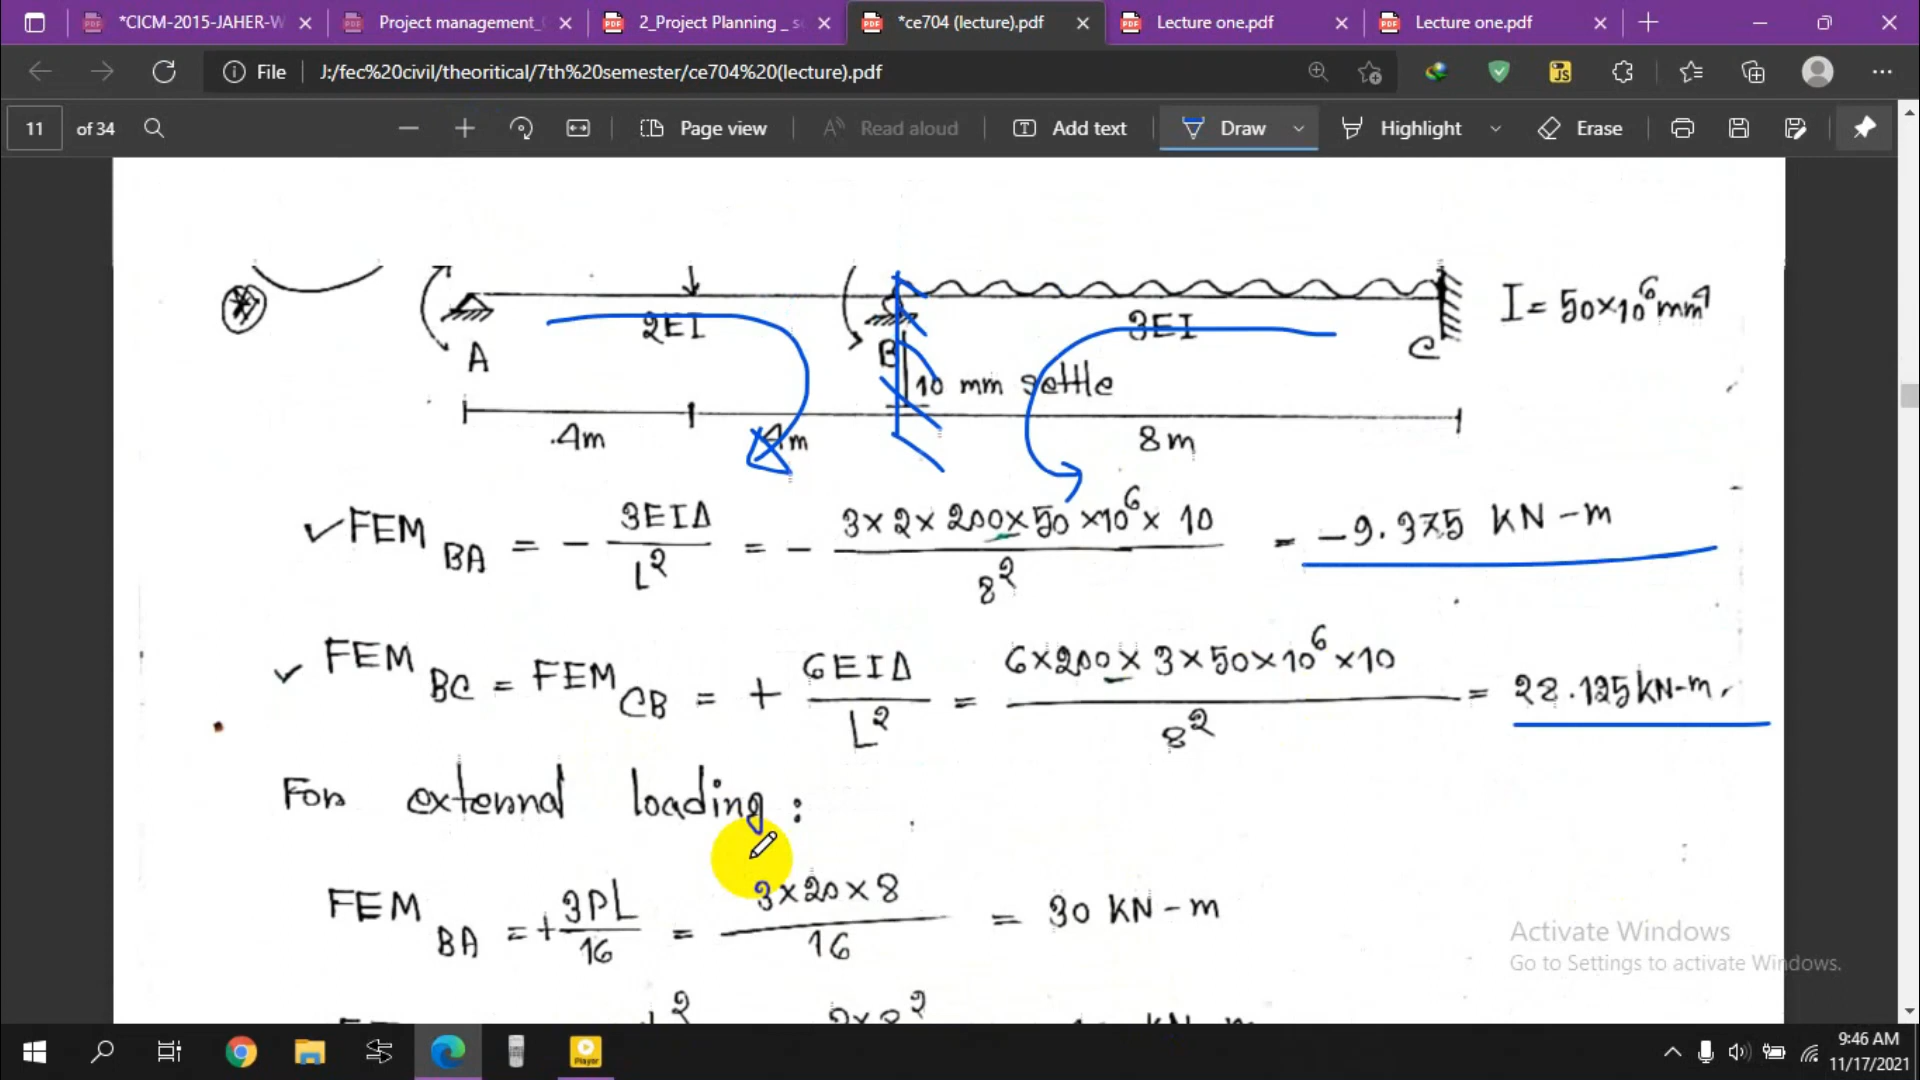 *CICM-2015-JAHER-W
Project management_
2_Project Planning _ s
*ce704 (lecture).pdf
Lecture one.pdf
Lecture one.pdf
File
J:/fec%20civil/theoritical/7th%20semester/ce704%20(lecture).pdf
11 of 34
Page view
Read aloud
Add text
Draw
Highlight
Erase
2EI
3EI
I = 50×10⁶mm⁴
A
B
C
10 mm settle
4m
4m
8m
FEM BA = - 3EIΔ / L² = - 3×2×200×50×10⁶×10 / 8² = -9.375 KN-m
FEM BC = FEM CB = + 6EIΔ / L² = 6×200×3×50×10⁶×10 / 8² = 28.125 KN-m.
For external loading:
FEM BA = + 3PL / 16 = 3×20×8 / 16 = 30 KN-m
Activate Windows
Go to Settings to activate Windows.
JS
Player
9:46 AM
11/17/2021